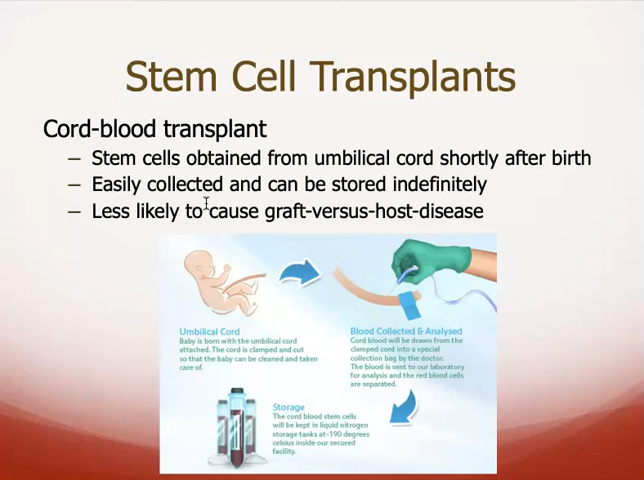 Stem Cell Transplants
Cord-blood transplant
– Stem cells obtained from umbilical cord shortly after birth
– Easily collected and can be stored indefinitely
– Less likely to cause graft-versus-host-disease
Umbilical Cord
Baby is born with the umbilical cord
attached. The cord is clamped and cut
so that the baby can be cleaned and taken
care of.
Blood Collected & Analysed
Cord blood will be drawn from the
clamped cord into a special
collection bag by the doctor.
The blood is sent to our laboratory
for analysis and the red blood cells
are separated.
Storage
The cord blood stem cells
will be kept in liquid nitrogen
storage tanks at-190 degrees
celsius inside our secured
facility.